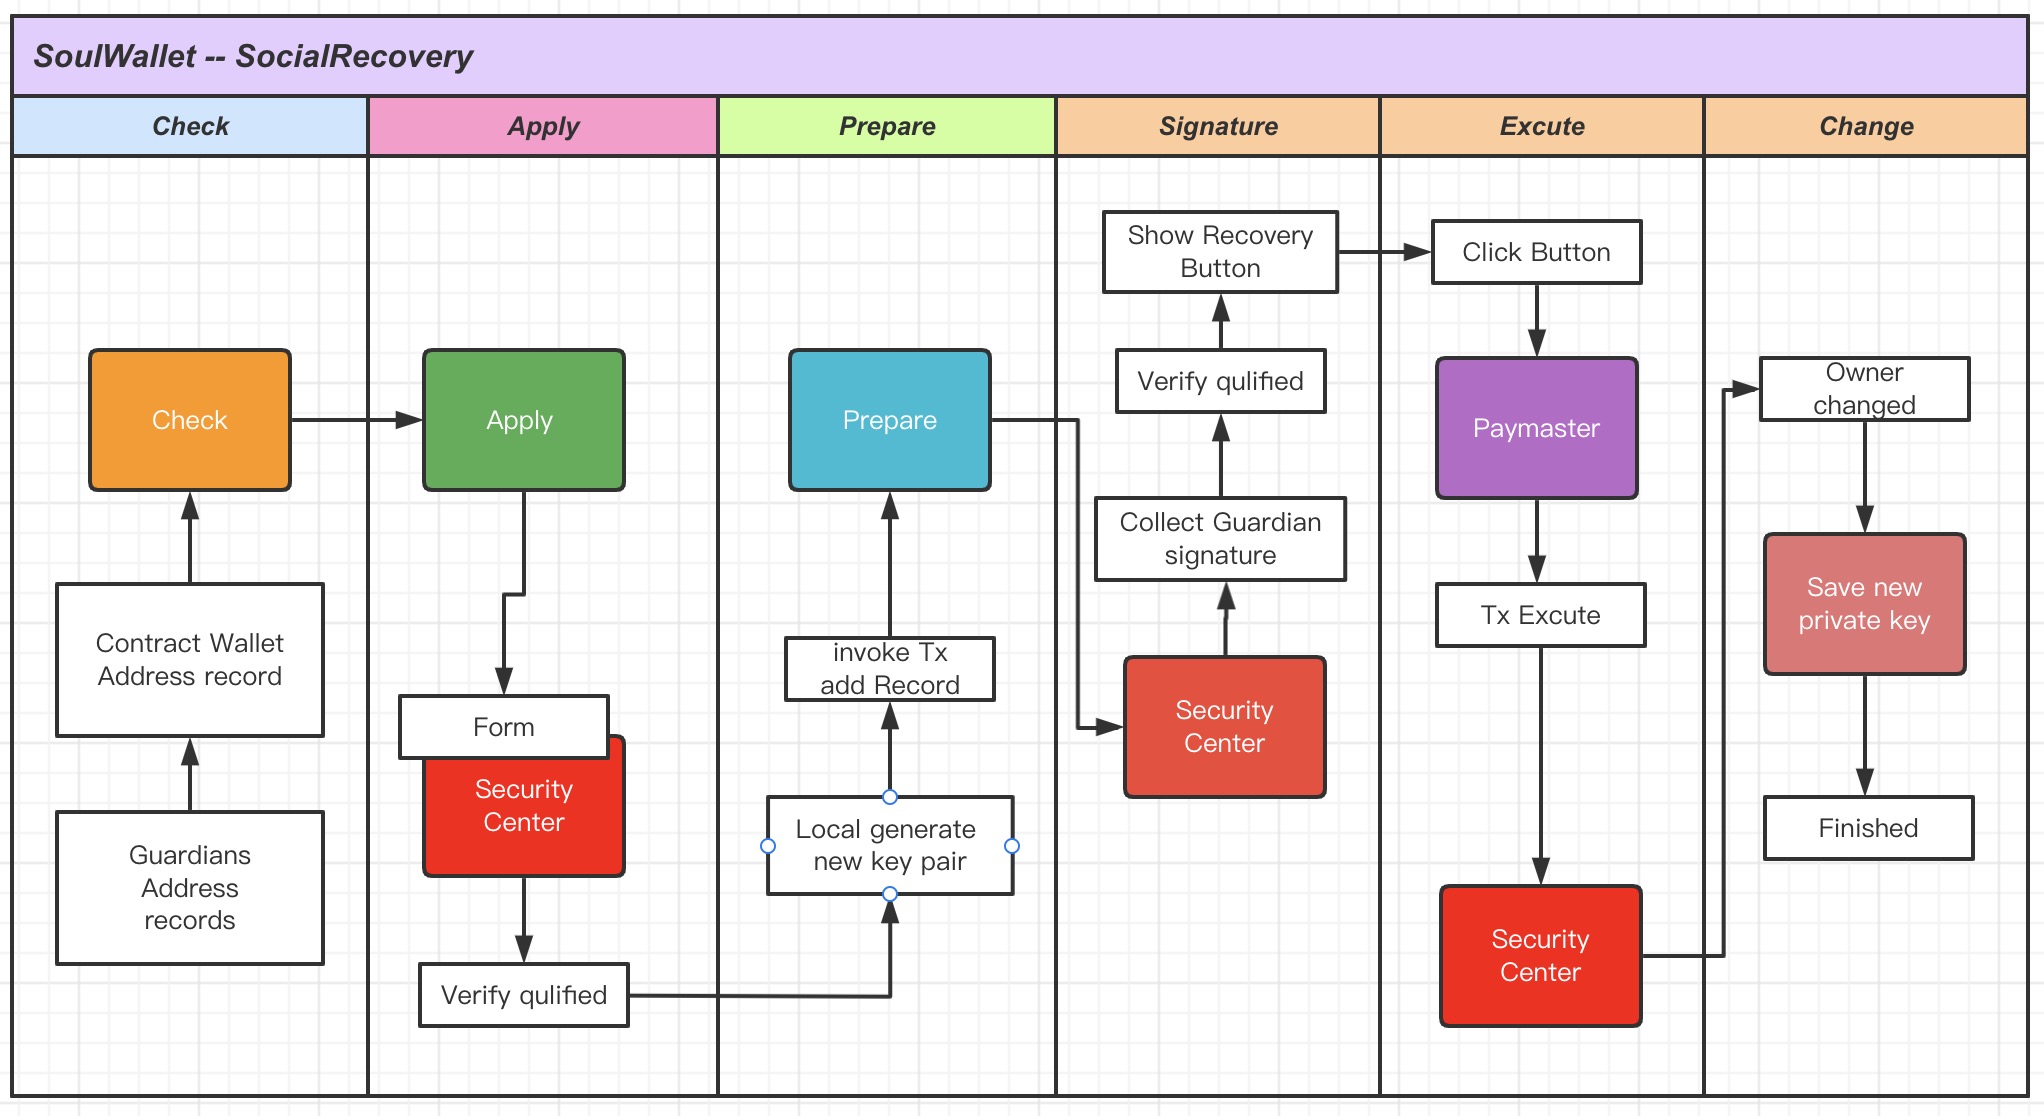 SoulWallet -- SocialRecovery
Check
Apply
Prepare
Signature
Excute
Change
Check
Contract Wallet
Address record
Guardians
Address
records
Apply
Form
Security
Center
Verify qulified
Prepare
invoke Tx
add Record
Local generate
new key pair
Show Recovery
Button
Verify qulified
Collect Guardian
signature
Security
Center
Click Button
Paymaster
Tx Excute
Security
Center
Owner
changed
Save new
private key
Finished